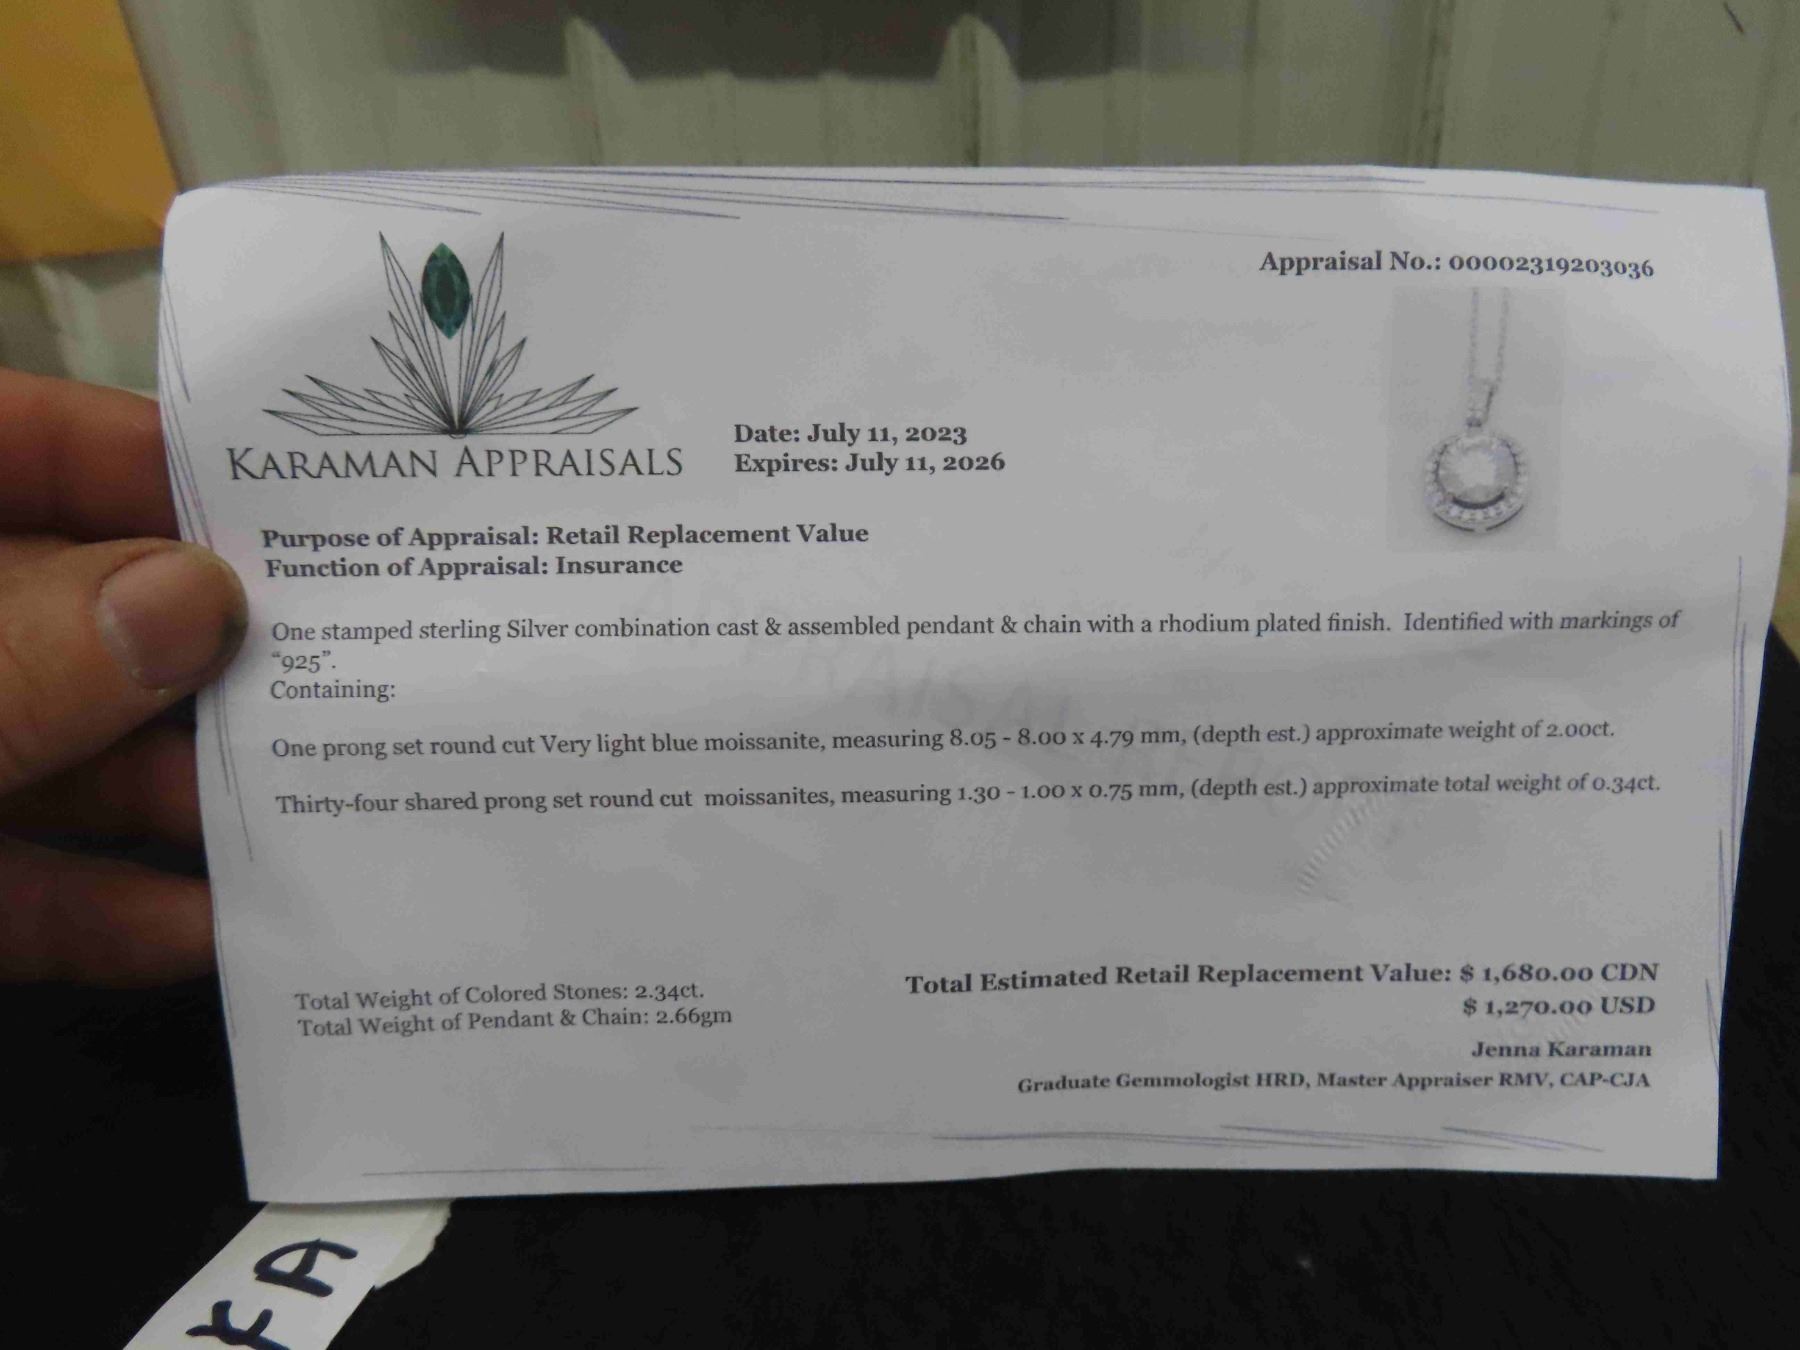 Appraisal No.: 00002319203036
KARAMAN APPRAISALS
Date: July 11, 2023
Expires: July 11, 2026
Purpose of Appraisal: Retail Replacement Value
Function of Appraisal: Insurance
One stamped sterling Silver combination cast & assembled pendant & chain with a rhodium plated finish. Identified with markings of
“925”.
Containing:
One prong set round cut Very light blue moissanite, measuring 8.05 - 8.00 x 4.79 mm, (depth est.) approximate weight of 2.00ct.
Thirty-four shared prong set round cut moissanites, measuring 1.30 - 1.00 x 0.75 mm, (depth est.) approximate total weight of 0.34ct.
Total Weight of Colored Stones: 2.34ct.
Total Weight of Pendant & Chain: 2.66gm
Total Estimated Retail Replacement Value: $ 1,680.00 CDN
$ 1,270.00 USD
Jenna Karaman
Graduate Gemmologist HRD, Master Appraiser RMV, CAP-CJA